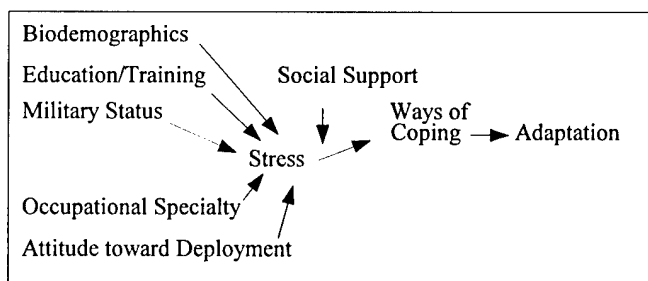 Biodemographics
Education/Training
Social Support
Military Status
Ways of
Coping
Adaptation
Stress
Occupational Specialty
Attitude toward Deployment